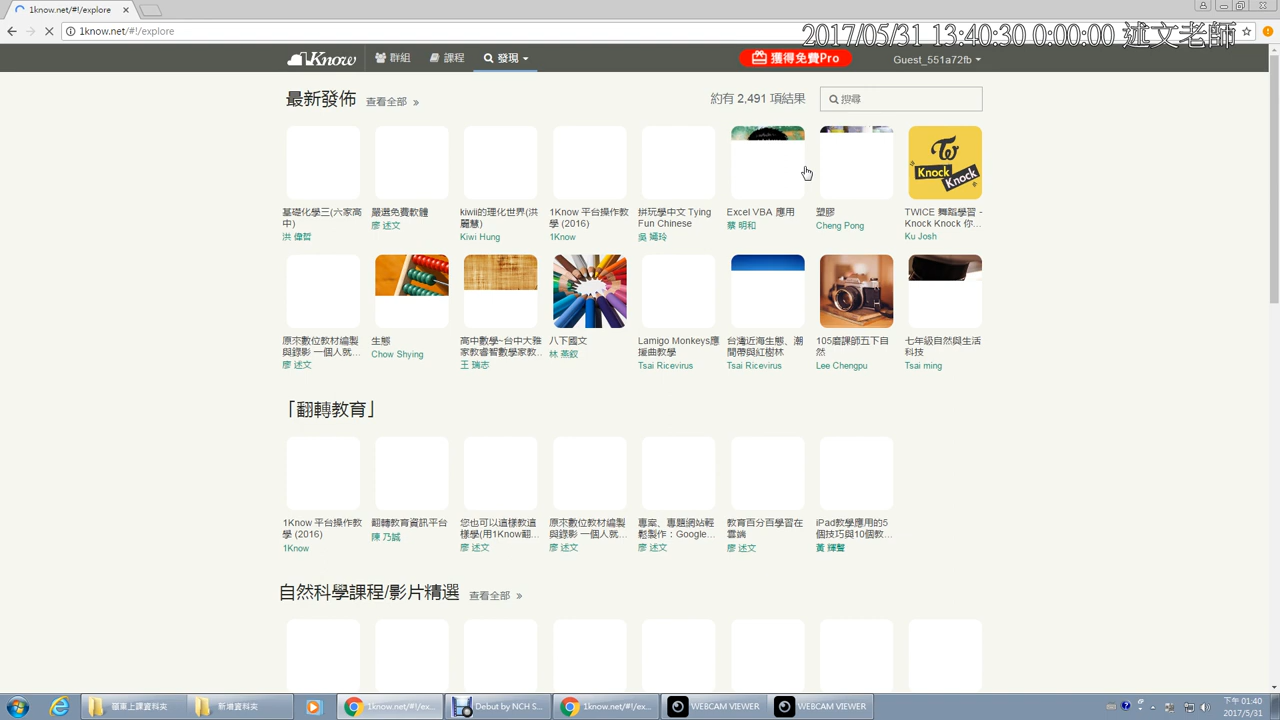 1know.net/#!/explore
1know.net/#!/explore
2017/05/31 13:40:30 0:00:00 述文老師
1Know
群組
課程
發現
獲得免費Pro
Guest_551a72fb
最新發佈
查看全部 »
約有 2,491 項結果
搜尋
Knock
Knock
基礎化學三(六家高
中)
洪 偉哲
嚴選免費軟體
廖 述文
kiwii的理化世界(洪
麗慧)
Kiwii Hung
1Know 平台操作教
學 (2016)
1Know
拼玩學中文 Tying
Fun Chinese
Excel VBA 應用
蔡 明和
塑膠
Cheng Pong
TWICE 舞蹈學習 -
Knock Knock 你…
Ku Josh
原來數位教材編製
與錄影 一個人就…
廖 述文
生態
Chow Shying
高中數學~台中大雅
家教睿智數學家教…
王 瑞志
八下國文
林 燕釵
Lamigo Monkeys應
援曲教學
Tsai Ricevirus
台灣近海生態、潮
間帶與紅樹林
Tsai Ricevirus
105磨課師五下自
然
Lee Chengpu
七年級自然與生活
科技
Tsai ming
「翻轉教育」
1Know 平台操作教
學 (2016)
1Know
翻轉教育資訊平台
陳 乃誠
您也可以這樣教這
樣學(用1Know翻…
廖 述文
原來數位教材編製
與錄影 一個人就…
廖 述文
專案、專題網站輕
鬆製作：Google…
廖 述文
教育百分百學習在
雲端
廖 述文
iPad教學應用的5
個技巧與10個教…
黃 輝聲
自然科學課程/影片精選
查看全部 »
新增資料夾
1know.net/#!/ex...
Debut by NCH S...
1know.net/#!/ex...
WEBCAM VIEWER
WEBCAM VIEWER
下午 01:40
2017/5/31